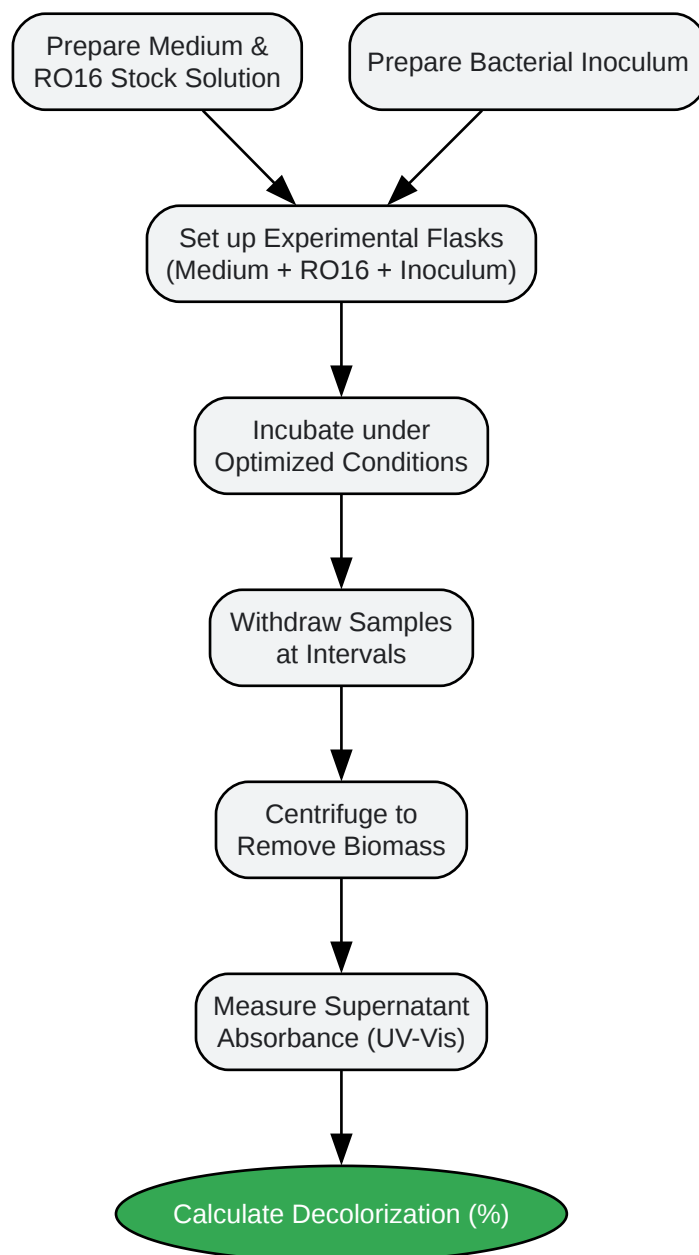 Prepare Medium &
RO16 Stock Solution
Prepare Bacterial Inoculum
Set up Experimental Flasks
(Medium + RO16 + Inoculum)
Incubate under
Optimized Conditions
Withdraw Samples
at Intervals
Centrifuge to
Remove Biomass
Measure Supernatant
Absorbance (UV-Vis)
Calculate Decolorization (%)